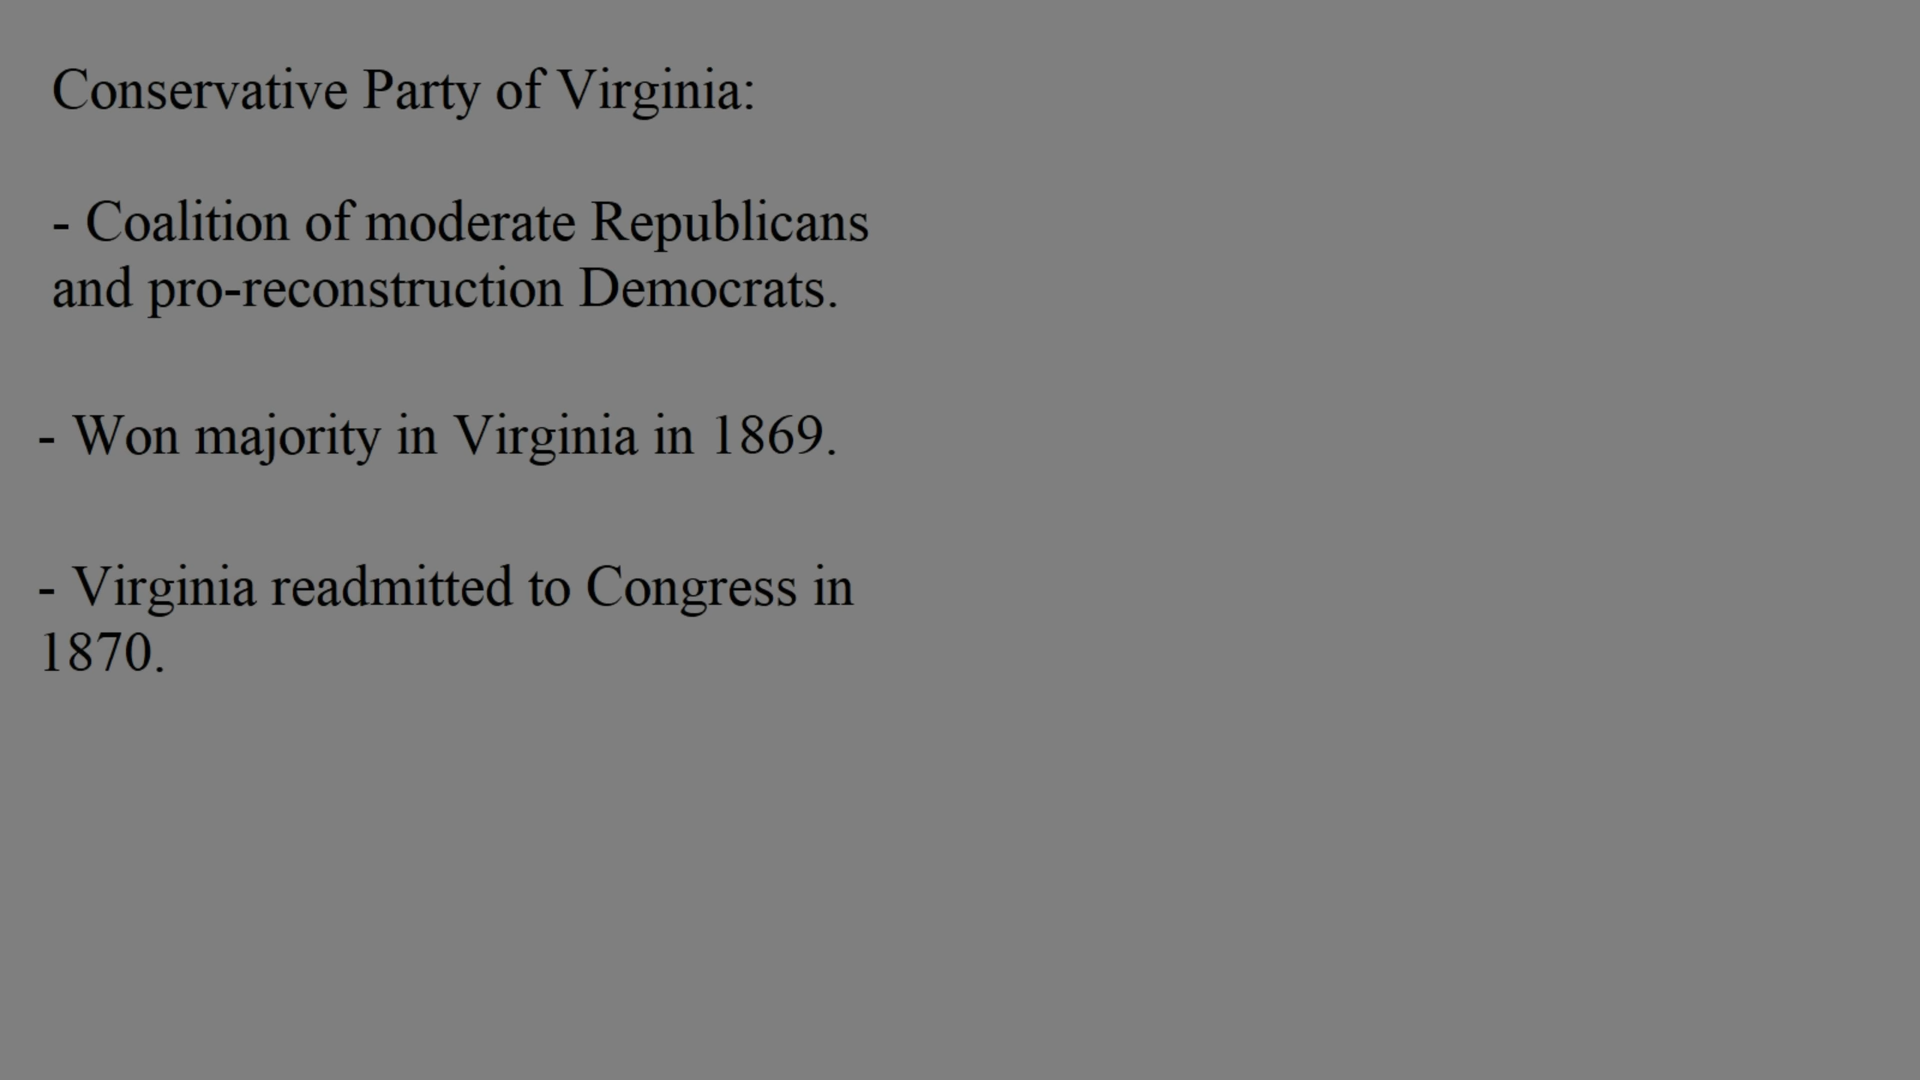 Conservative Party of Virginia:
- Coalition of moderate Republicans
and pro-reconstruction Democrats.
- Won majority in Virginia in 1869.
- Virginia readmitted to Congress in
1870.